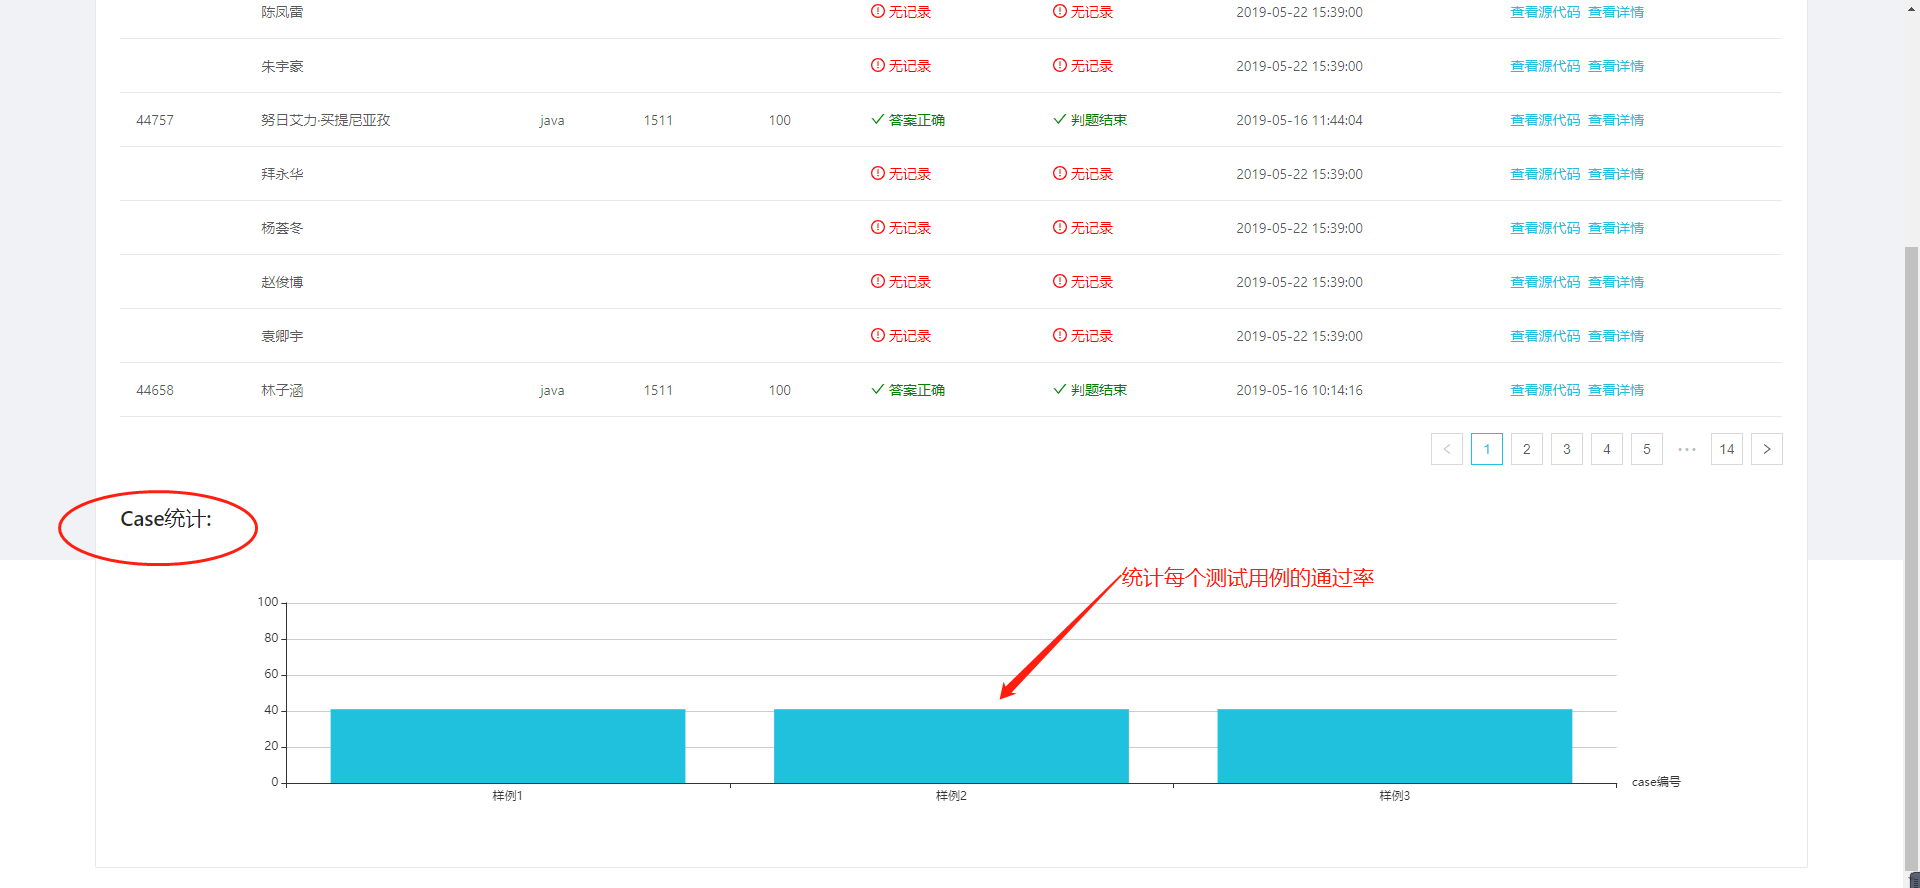 陈凤雷 无记录 无记录 2019-05-22 15:39:00 查看源代码 查看详情
朱宇豪 无记录 无记录 2019-05-22 15:39:00 查看源代码 查看详情
44757 努日艾力·买提尼亚孜 java 1511 100 答案正确 判题结束 2019-05-16 11:44:04 查看源代码 查看详情
拜永华 无记录 无记录 2019-05-22 15:39:00 查看源代码 查看详情
杨荟冬 无记录 无记录 2019-05-22 15:39:00 查看源代码 查看详情
赵俊博 无记录 无记录 2019-05-22 15:39:00 查看源代码 查看详情
袁卿宇 无记录 无记录 2019-05-22 15:39:00 查看源代码 查看详情
44658 林子涵 java 1511 100 答案正确 判题结束 2019-05-16 10:14:16 查看源代码 查看详情
< 1 2 3 4 5 ··· 14 >
Case统计:
统计每个测试用例的通过率
100
80
60
40
20
0
case编号
样例1 样例2 样例3